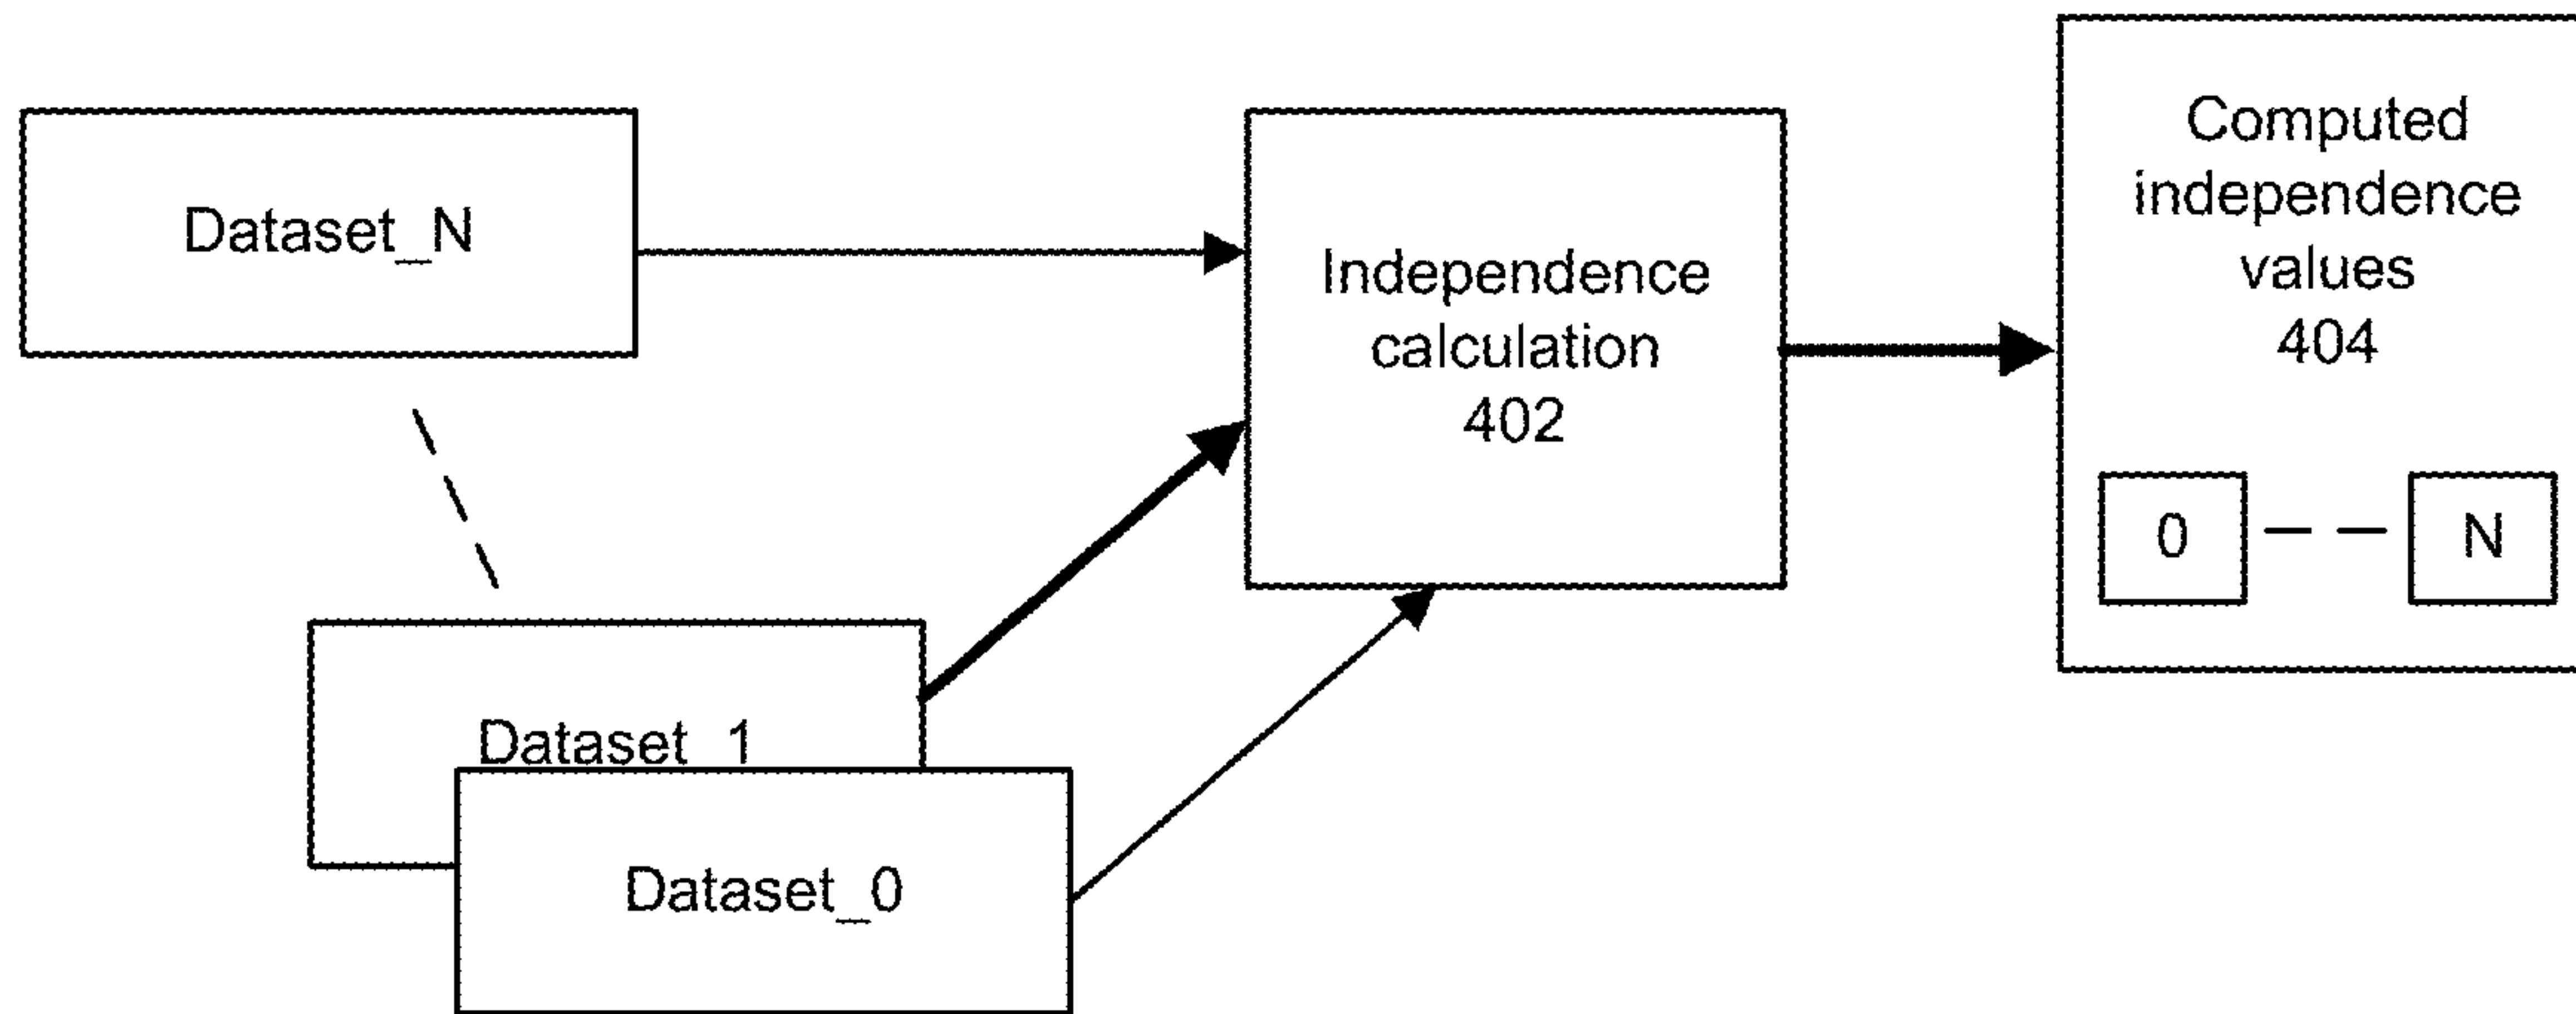 Dataset_N
Independence
calculation
402
Computed
independence
values
404
0
N
Dataset_1
Dataset_0